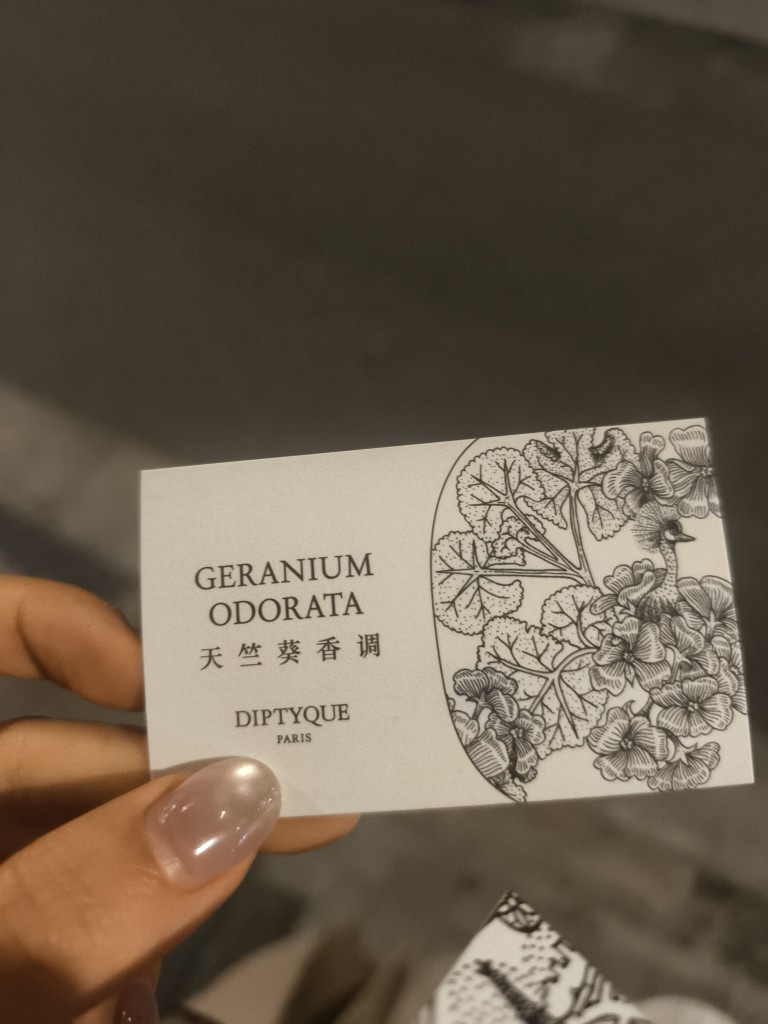 GERANIUM
ODORATA
天竺葵香调
DIPTYQUE
PARIS